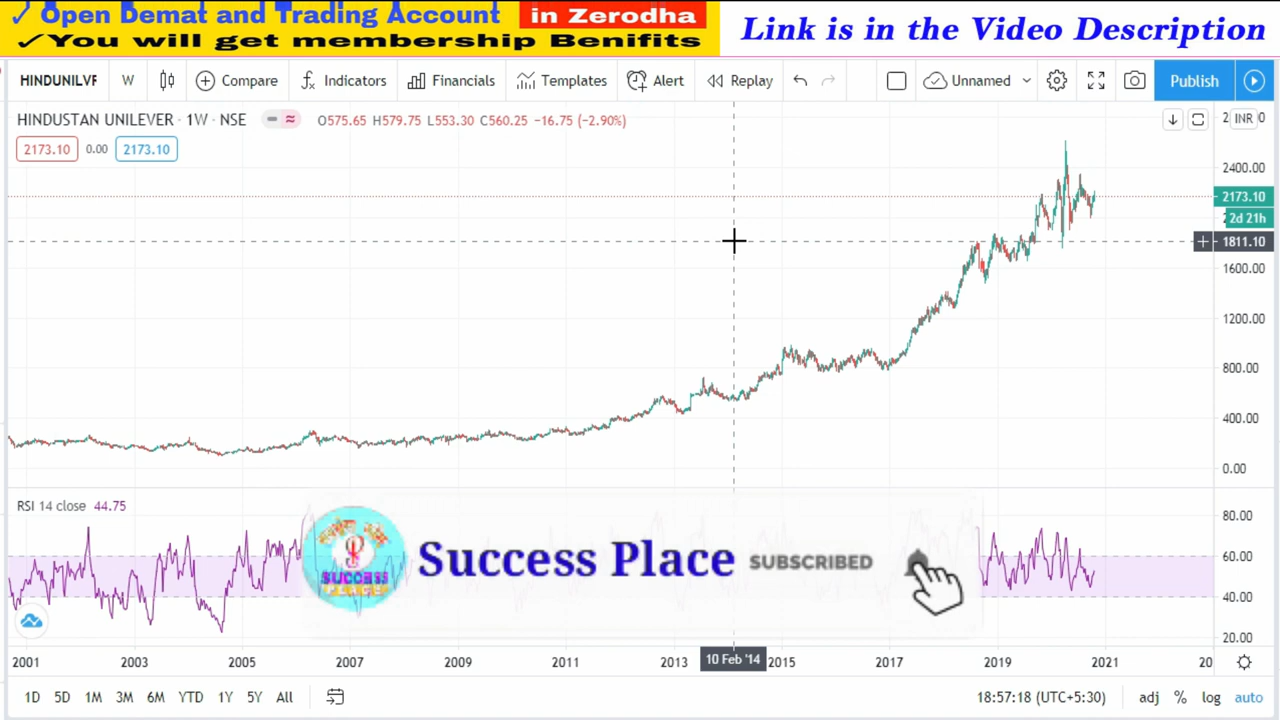 ✓ Open Demat and Trading Account in Zerodha
✓You will get membership Benifits
Link is in the Video Description
HINDUNILVR W Compare Indicators Financials Templates Alert Replay Unnamed Publish
HINDUSTAN UNILEVER · 1W · NSE O575.65 H579.75 L553.30 C560.25 −16.75 (−2.90%)
INR
2173.10 0.00 2173.10
2400.00
2173.10
2d 21h
1811.10
1600.00
1200.00
800.00
400.00
0.00
RSI 14 close 44.75
80.00
60.00
40.00
20.00
SUCCESS
Success Place SUBSCRIBED
2001 2003 2005 2007 2009 2011 2013 10 Feb '14 2015 2017 2019 2021 20
1D 5D 1M 3M 6M YTD 1Y 5Y All 18:57:18 (UTC+5:30) adj % log auto